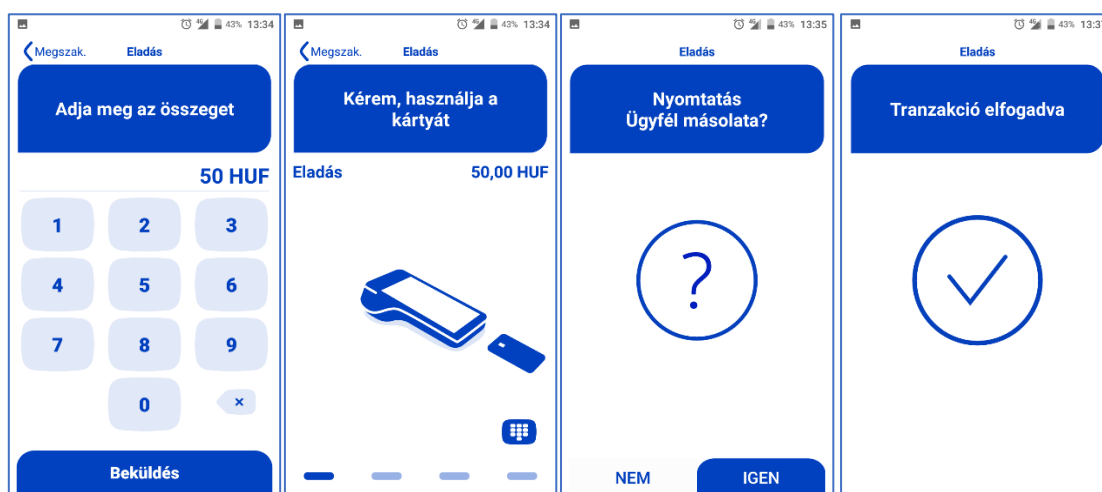 43% 13:34
Megszak. Eladás
Adja meg az összeget
50 HUF
1 2 3
4 5 6
7 8 9
0
Beküldés
43% 13:34
Megszak. Eladás
Kérem, használja a
kártyát
Eladás 50,00 HUF
43% 13:35
Eladás
Nyomtatás
Ügyfél másolata?
?
NEM IGEN
43% 13:37
Eladás
Tranzakció elfogadva